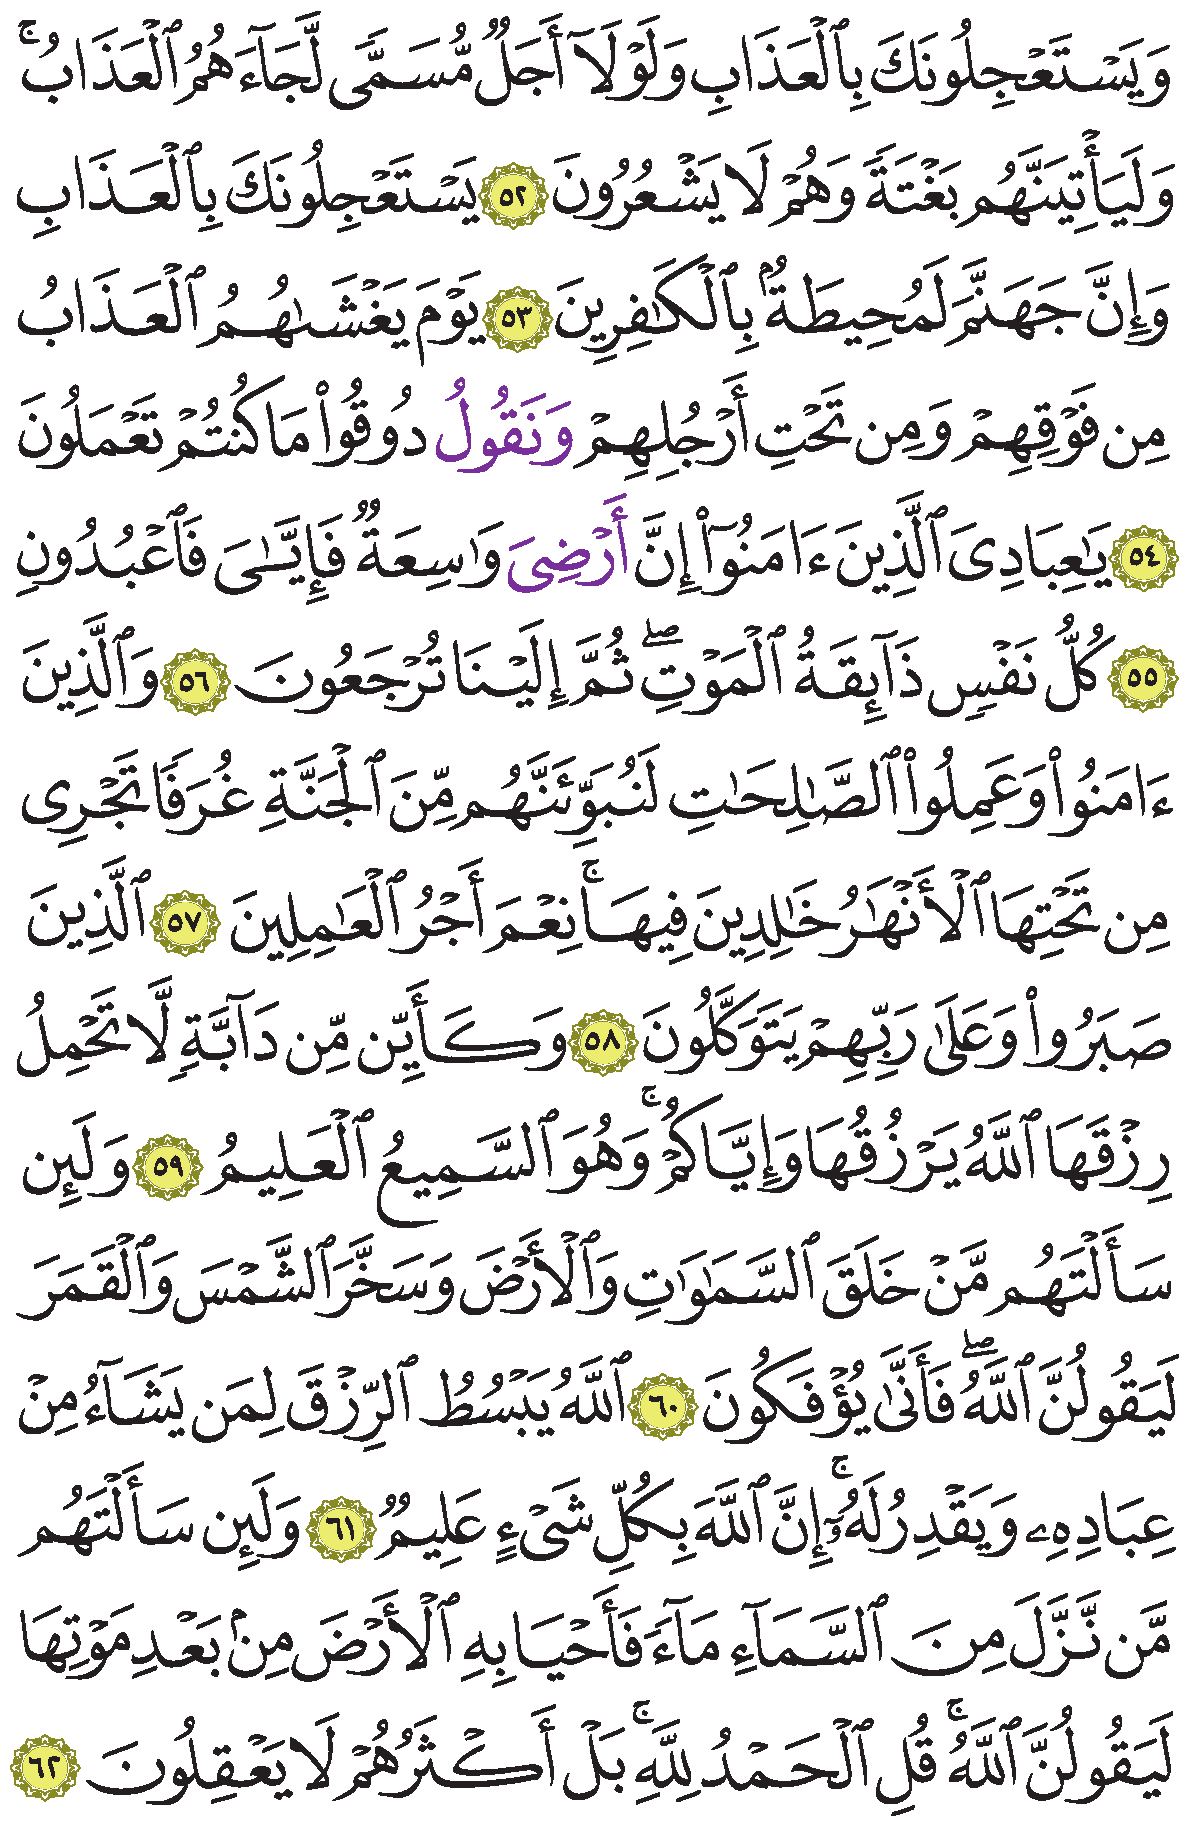 وَيَسْتَعْجِلُونَكَ بِٱلْعَذَابِ وَلَوْلَآ أَجَلٌ مُّسَمًّى لَّجَآءَهُمُ ٱلْعَذَابُۚ
وَلَيَأْتِيَنَّهُم بَغْتَةً وَهُمْ لَا يَشْعُرُونَ ٥٢ يَسْتَعْجِلُونَكَ بِٱلْعَذَابِ
وَإِنَّ جَهَنَّمَ لَمُحِيطَةٌۢ بِٱلْكَٰفِرِينَ ٥٣ يَوْمَ يَغْشَىٰهُمُ ٱلْعَذَابُ
مِن فَوْقِهِمْ وَمِن تَحْتِ أَرْجُلِهِمْ وَنَقُولُ ذُوقُوا۟ مَا كُنتُمْ تَعْمَلُونَ
٥٤ يَٰعِبَادِىَ ٱلَّذِينَ ءَامَنُوٓا۟ إِنَّ أَرْضِىَ وَٰسِعَةٌ فَإِيَّٰىَ فَٱعْبُدُونِ
٥٥ كُلُّ نَفْسٍ ذَآئِقَةُ ٱلْمَوْتِۖ ثُمَّ إِلَيْنَا تُرْجَعُونَ ٥٦ وَٱلَّذِينَ
ءَامَنُوا۟ وَعَمِلُوا۟ ٱلصَّٰلِحَٰتِ لَنُبَوِّئَنَّهُم مِّنَ ٱلْجَنَّةِ غُرَفًا تَجْرِى
مِن تَحْتِهَا ٱلْأَنْهَٰرُ خَٰلِدِينَ فِيهَاۚ نِعْمَ أَجْرُ ٱلْعَٰمِلِينَ ٥٧ ٱلَّذِينَ
صَبَرُوا۟ وَعَلَىٰ رَبِّهِمْ يَتَوَكَّلُونَ ٥٨ وَكَأَيِّن مِّن دَآبَّةٍ لَّا تَحْمِلُ
رِزْقَهَا ٱللَّهُ يَرْزُقُهَا وَإِيَّاكُمْۚ وَهُوَ ٱلسَّمِيعُ ٱلْعَلِيمُ ٥٩ وَلَئِن
سَأَلْتَهُم مَّنْ خَلَقَ ٱلسَّمَٰوَٰتِ وَٱلْأَرْضَ وَسَخَّرَ ٱلشَّمْسَ وَٱلْقَمَرَ
لَيَقُولُنَّ ٱللَّهُۖ فَأَنَّىٰ يُؤْفَكُونَ ٦٠ ٱللَّهُ يَبْسُطُ ٱلرِّزْقَ لِمَن يَشَآءُ مِنْ
عِبَادِهِۦ وَيَقْدِرُ لَهُۥٓۚ إِنَّ ٱللَّهَ بِكُلِّ شَىْءٍ عَلِيمٌ ٦١ وَلَئِن سَأَلْتَهُم
مَّن نَّزَّلَ مِنَ ٱلسَّمَآءِ مَآءً فَأَحْيَا بِهِ ٱلْأَرْضَ مِنۢ بَعْدِ مَوْتِهَا
لَيَقُولُنَّ ٱللَّهُۚ قُلِ ٱلْحَمْدُ لِلَّهِۚ بَلْ أَكْثَرُهُمْ لَا يَعْقِلُونَ ٦٢